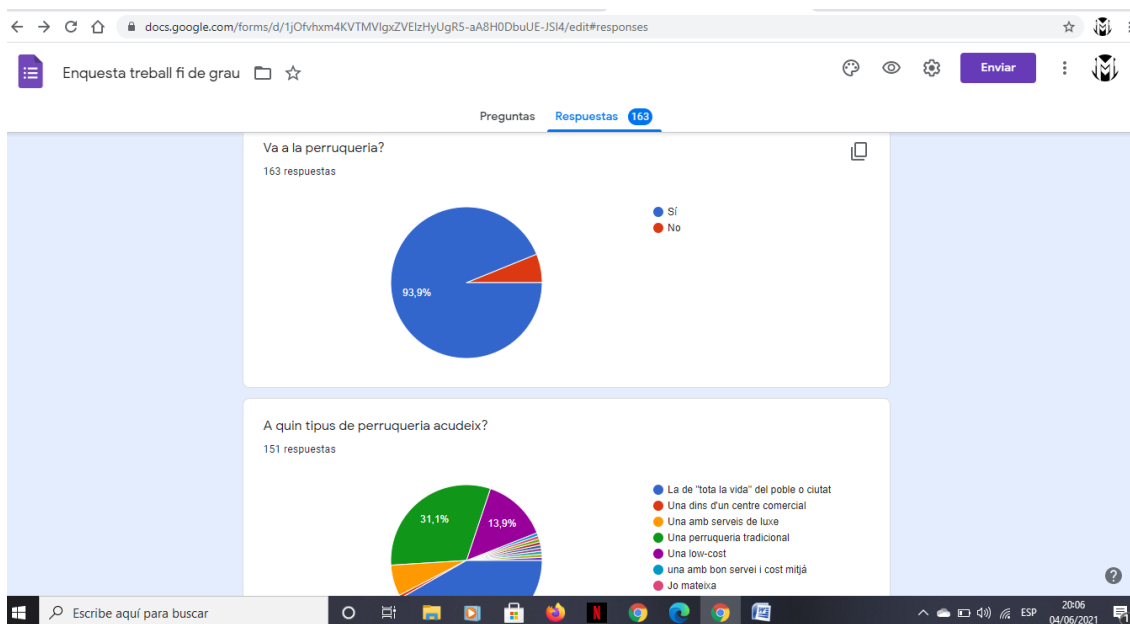 docs.google.com/forms/d/1jOfvhxm4KVTMVIgxZVEIzHyUgR5-aA8H0DbuUE-JSI4/edit#responses
Enquesta treball fi de grau
Enviar
Preguntas Respuestas 163
Va a la perruqueria?
163 respuestas
Sí
No
93,9%
A quin tipus de perruqueria acudeix?
151 respuestas
La de "tota la vida" del poble o ciutat
Una dins d'un centre comercial
Una amb serveis de luxe
Una perruqueria tradicional
Una low-cost
una amb bon servei i cost mitjá
Jo mateixa
31,1%
13,9%
Escribe aquí para buscar
ESP
20:06
04/06/2021